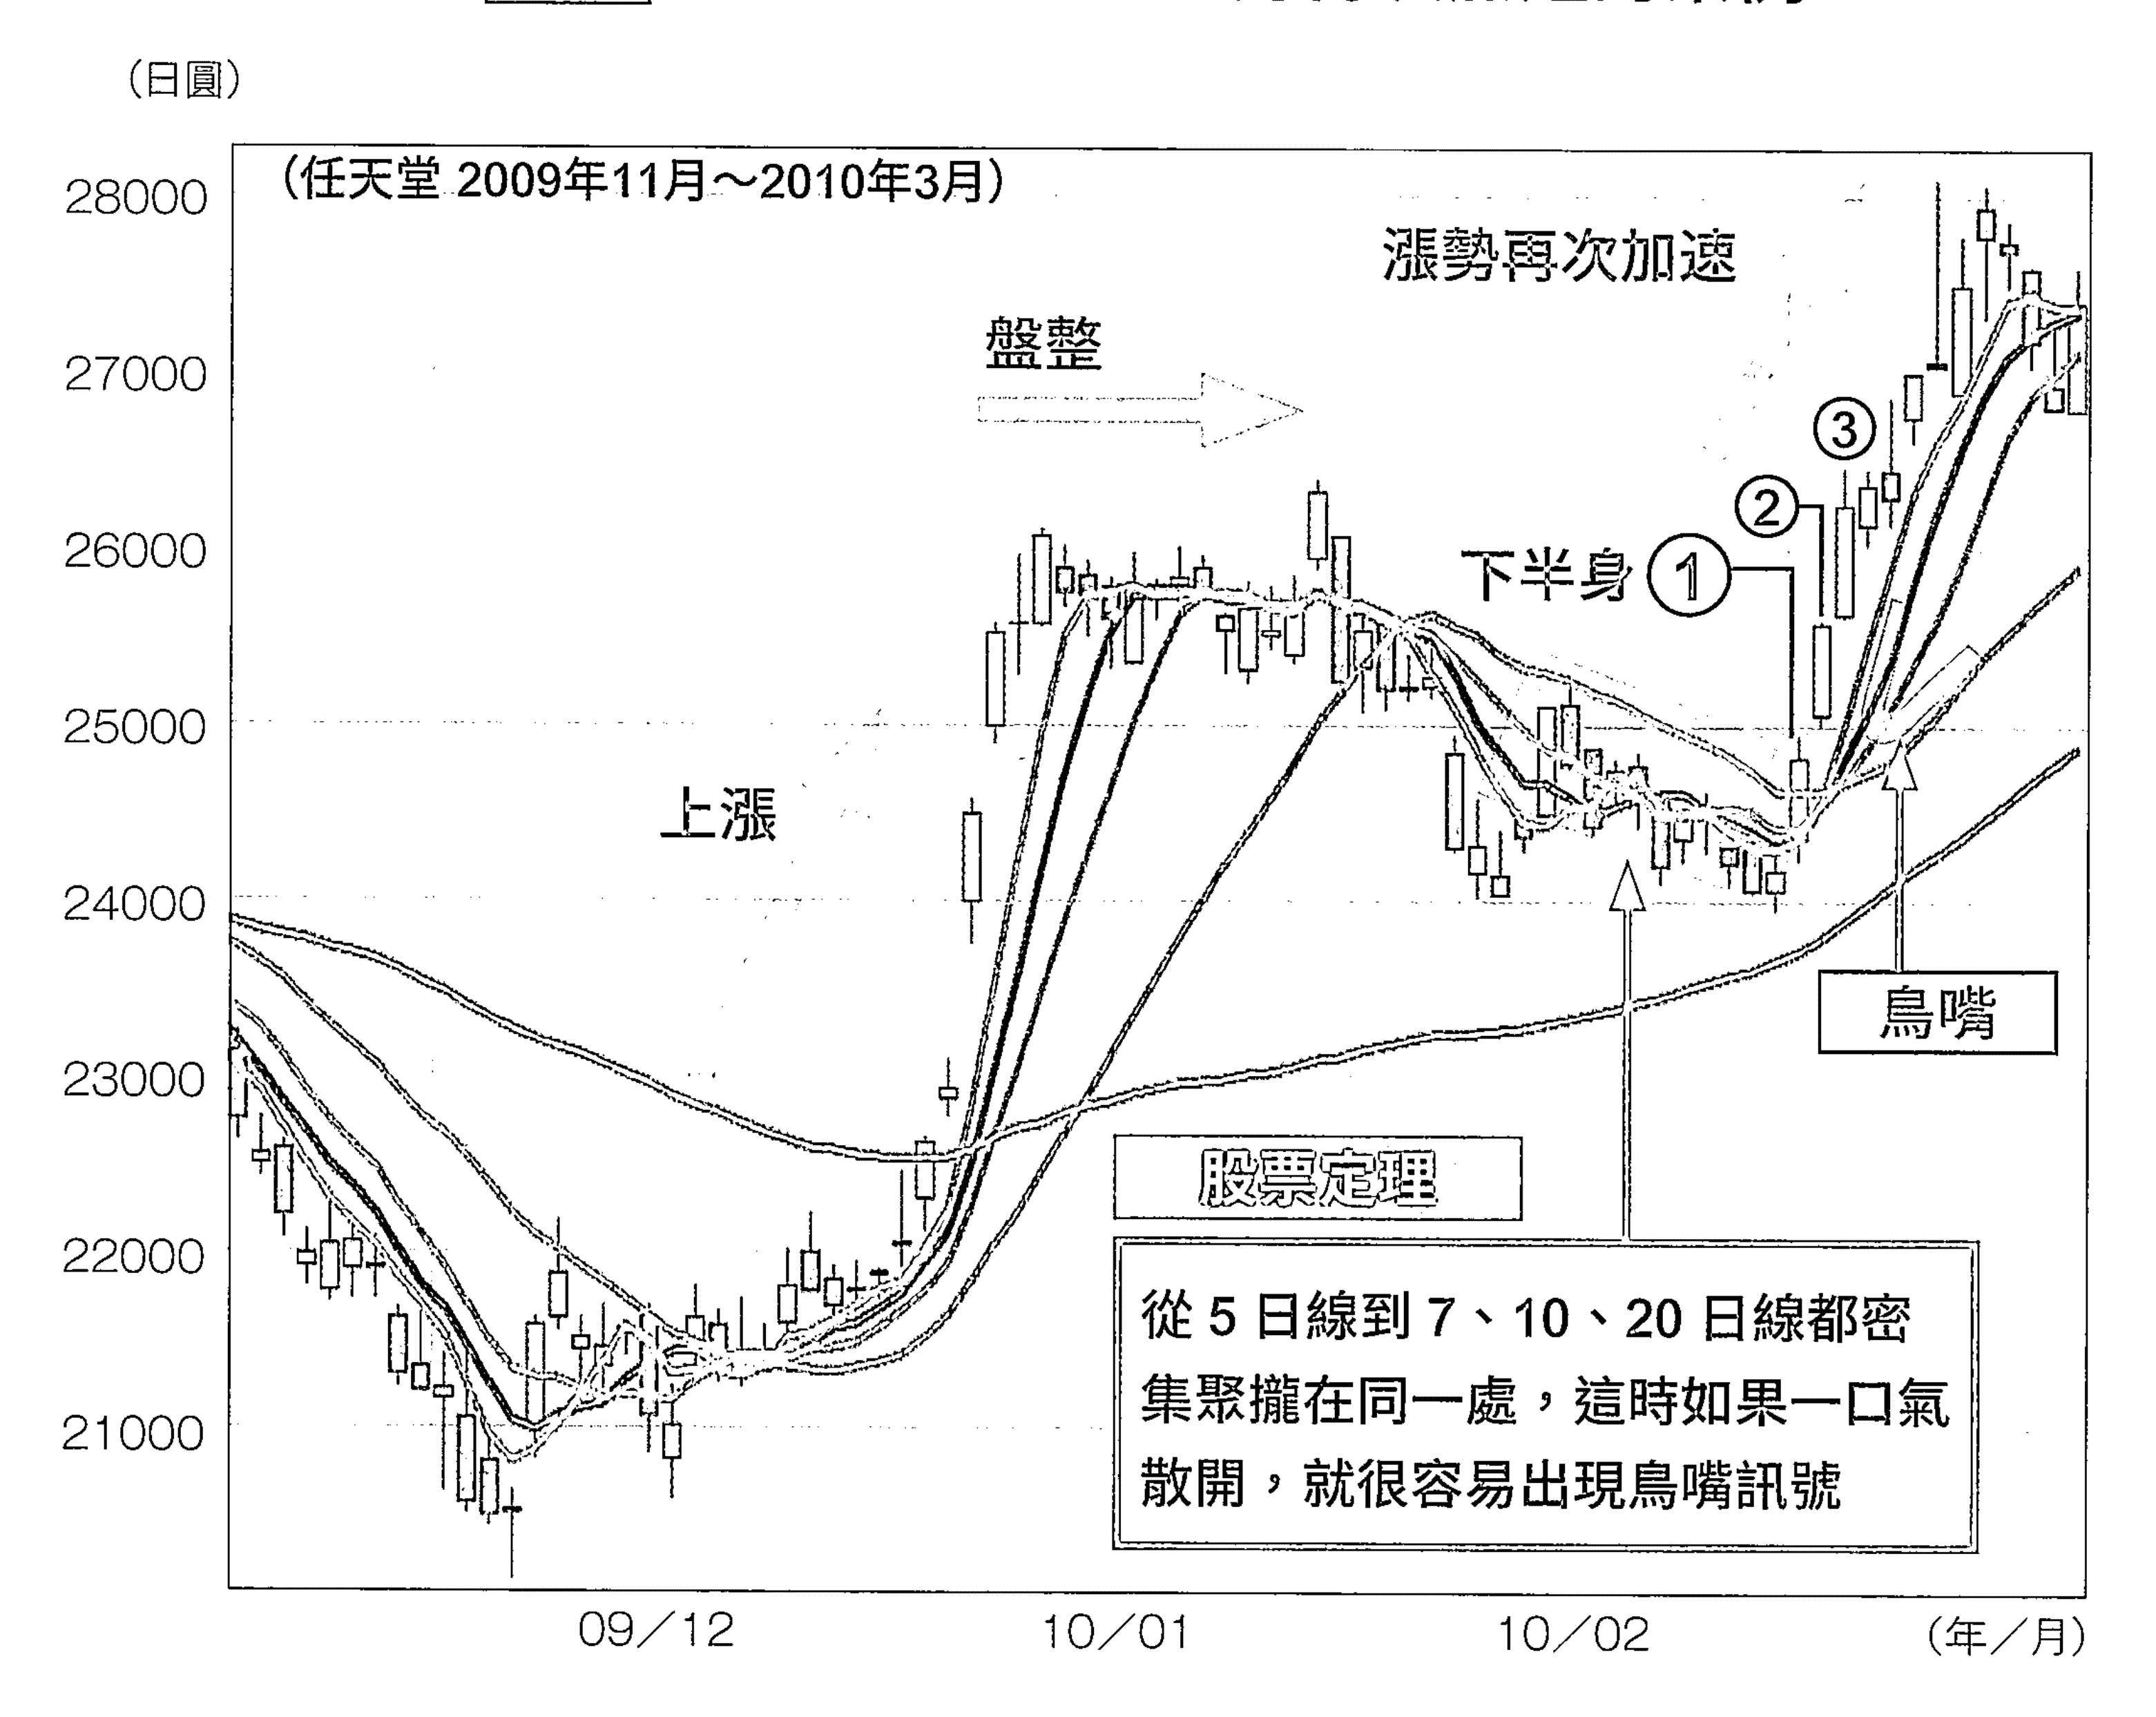 （日圓）
（任天堂 2009年11月～2010年3月）
28000
27000
26000
25000
24000
23000
22000
21000
漲勢再次加速
盤整
③
②
下半身 ①
上漲
鳥嘴
股票定理
從 5 日線到 7、10、20 日線都密
集聚攏在同一處，這時如果一口氣
散開，就很容易出現鳥嘴訊號
09／12
10／01
10／02
（年／月）